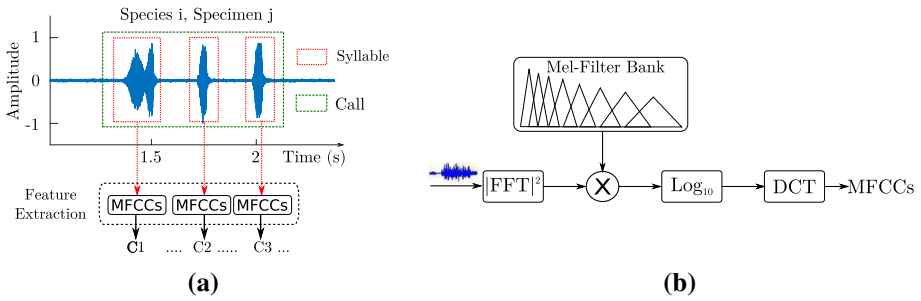 Species i, Specimen j
Amplitude
1
0
-1
Syllable
Call
1.5
2
Time (s)
Feature
Extraction
MFCCs
MFCCs
MFCCs
C1 .... C2 ..... C3 ...
(a)
Mel-Filter Bank
|FFT|²
X
Log₁₀
DCT
MFCCs
(b)